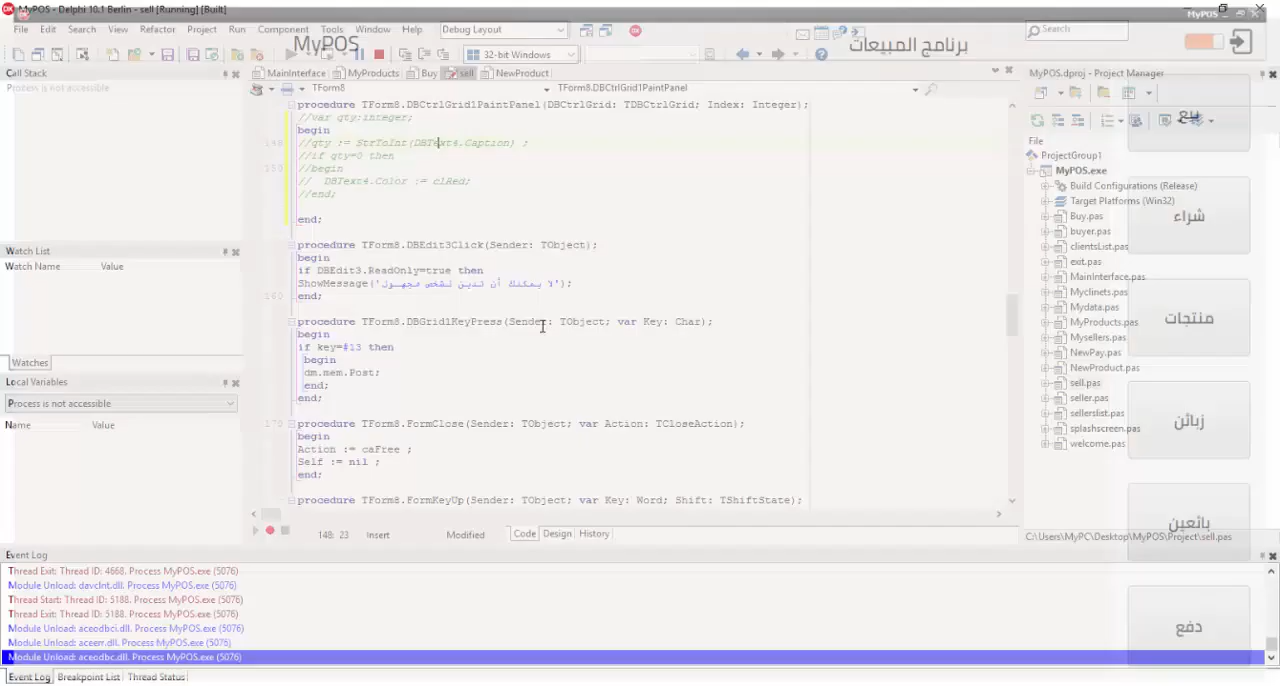 MyPOS - Delphi 10.1 Berlin - sell [Running] [Built]
MyPOS
File Edit Search View Refactor Project Run Component Tools Window Help
Debug Layout
Search
MyPOS
برنامج المبيعات
32-bit Windows
Call Stack
Process is not accessible
MainInterface MyProducts Buy sell NewProduct
TForm8
TForm8.DBCtrlGrid1PaintPanel
procedure TForm8.DBCtrlGrid1PaintPanel(DBCtrlGrid: TDBCtrlGrid; Index: Integer);
//var qty:integer;
begin
148 //qty := StrToInt(DBText4.Caption) ;
//if qty=0 then
150 //begin
// DBText4.Color := clRed;
//end;
end;
procedure TForm8.DBEdit3Click(Sender: TObject);
begin
if DBEdit3.ReadOnly=true then
ShowMessage('لا يمكنك أن تدين لشخص مجهول');
160 end;
procedure TForm8.DBGrid1KeyPress(Sender: TObject; var Key: Char);
begin
if key=#13 then
begin
dm.mem.Post;
end;
end;
170 procedure TForm8.FormClose(Sender: TObject; var Action: TCloseAction);
begin
Action := caFree ;
Self := nil ;
end;
procedure TForm8.FormKeyUp(Sender: TObject; var Key: Word; Shift: TShiftState);
148: 23 Insert Modified Code Design History
Watch List
Watch Name Value
Watches
Local Variables
Process is not accessible
Name Value
MyPOS.dproj - Project Manager
File
ProjectGroup1
MyPOS.exe
Build Configurations (Release)
Target Platforms (Win32)
Buy.pas
buyer.pas
clientsList.pas
exit.pas
MainInterface.pas
Myclinets.pas
Mydata.pas
MyProducts.pas
Mysellers.pas
NewPay.pas
NewProduct.pas
sell.pas
seller.pas
sellerslist.pas
splashscreen.pas
welcome.pas
C:\Users\MyPC\Desktop\MyPOS\Project\sell.pas
بيع
شراء
منتجات
زبائن
بائعين
دفع
Event Log
Thread Exit: Thread ID: 4668. Process MyPOS.exe (5076)
Module Unload: davclnt.dll. Process MyPOS.exe (5076)
Thread Start: Thread ID: 5188. Process MyPOS.exe (5076)
Thread Exit: Thread ID: 5188. Process MyPOS.exe (5076)
Module Unload: aceodbci.dll. Process MyPOS.exe (5076)
Module Unload: aceerr.dll. Process MyPOS.exe (5076)
Module Unload: aceodbc.dll. Process MyPOS.exe (5076)
Event Log Breakpoint List Thread Status